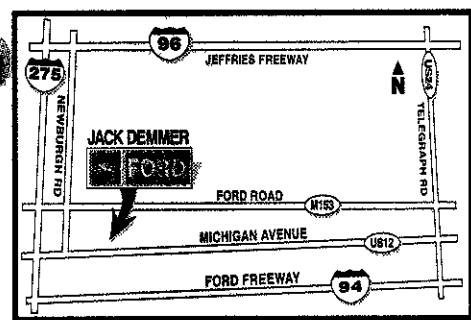 96
JEFFRIES FREEWAY
275
US24
N
NEWBURGH RD
TELEGRAPH RD
JACK DEMMER
FORD
FORD ROAD
M153
MICHIGAN AVENUE
US12
FORD FREEWAY
94